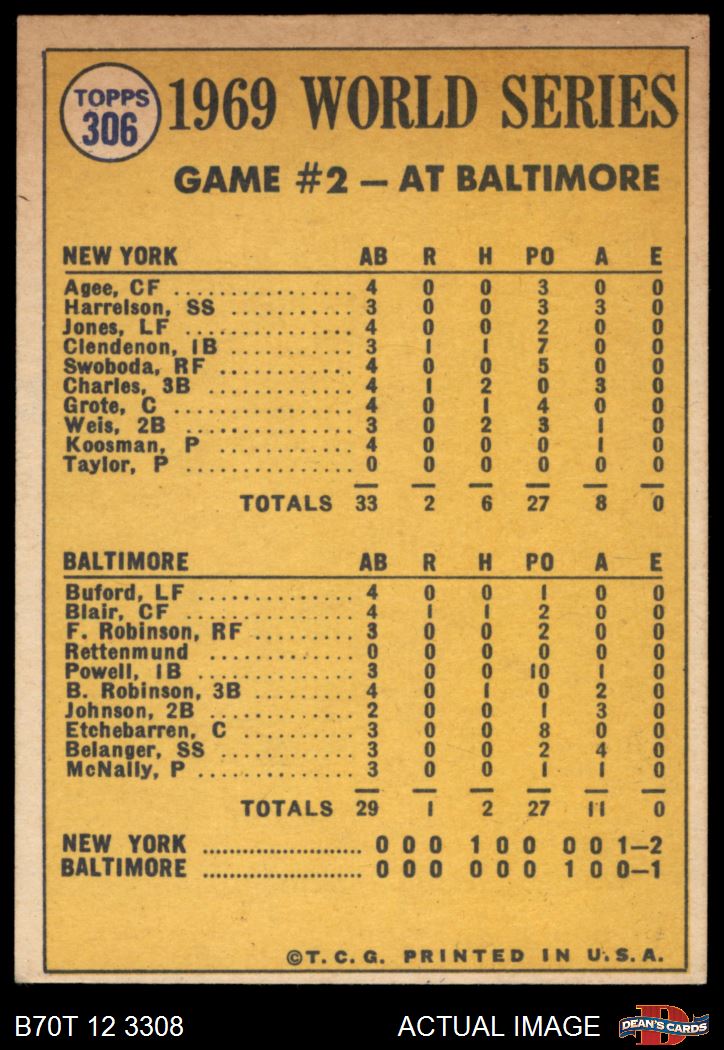 TOPPS
306
1969 WORLD SERIES
GAME #2 — AT BALTIMORE
NEW YORK AB R H PO A E
Agee, CF ................ 4 0 0 3 0 0
Harrelson, SS ............ 3 0 0 3 3 0
Jones, LF ................ 4 0 0 2 0 0
Clendenon, 1B ........... 3 1 1 7 0 0
Swoboda, RF ............ 4 0 0 5 0 0
Charles, 3B .............. 4 1 2 0 3 0
Grote, C ................ 4 0 1 4 0 0
Weis, 2B ............... 3 0 2 3 1 0
Koosman, P ............ 4 0 0 0 1 0
Taylor, P ............... 0 0 0 0 0 0
TOTALS 33 2 6 27 8 0
BALTIMORE AB R H PO A E
Buford, LF .............. 4 0 0 1 0 0
Blair, CF ................ 4 1 1 2 0 0
F. Robinson, RF ......... 3 0 0 2 0 0
Rettenmund ............. 0 0 0 0 0 0
Powell, 1B .............. 3 0 0 10 1 0
B. Robinson, 3B ......... 4 0 1 0 2 0
Johnson, 2B ............. 2 0 0 1 3 0
Etchebarren, C .......... 3 0 0 8 0 0
Belanger, SS ............ 3 0 0 2 4 0
McNally, P .............. 3 0 0 1 1 0
TOTALS 29 1 2 27 11 0
NEW YORK ........................ 0 0 0 1 0 0 0 0 1—2
BALTIMORE ........................ 0 0 0 0 0 0 1 0 0—1
©T. C. G. PRINTED IN U.S.A.
B70T 12 3308 ACTUAL IMAGE
D
DEAN'S CARDS